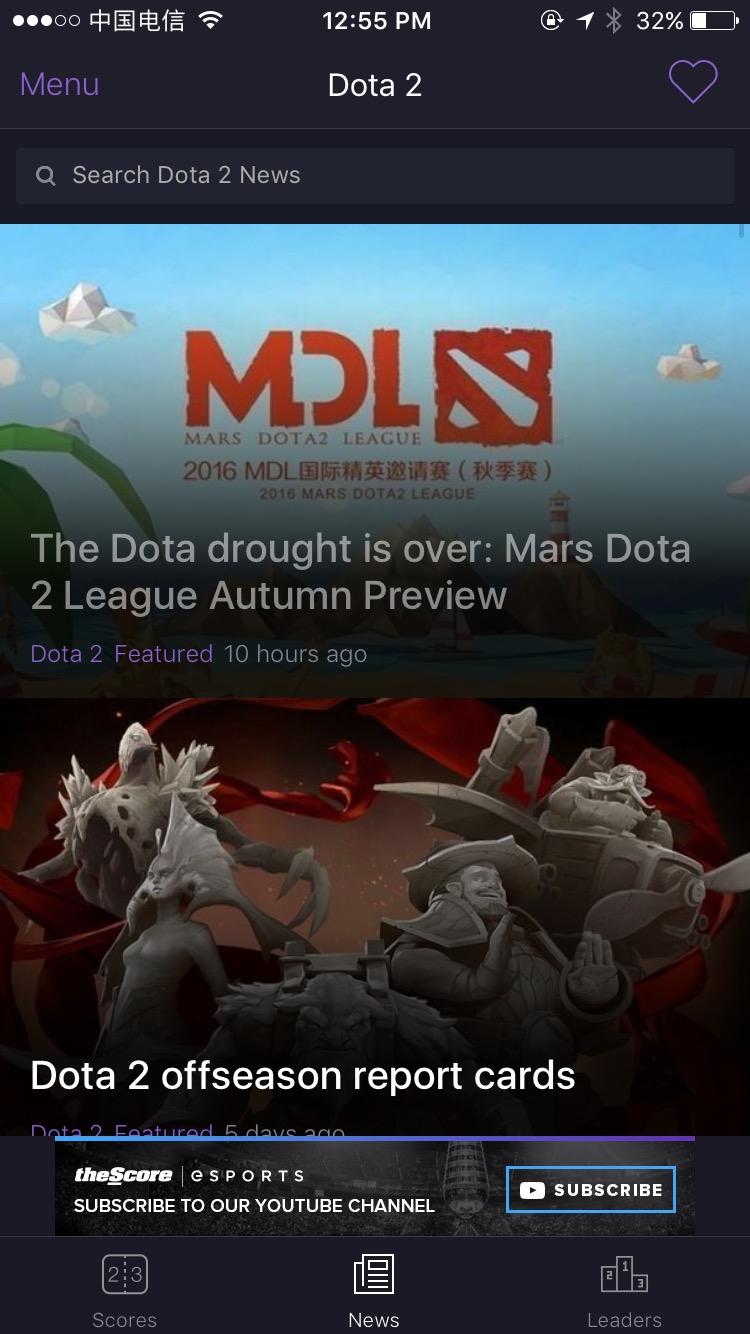 中国电信 12:55 PM 32%
Menu Dota 2
Search Dota 2 News
MDL
MARS DOTA2 LEAGUE
2016 MDL国际精英邀请赛（秋季赛）
2016 MARS DOTA2 LEAGUE
The Dota drought is over: Mars Dota
2 League Autumn Preview
Dota 2 Featured 10 hours ago
Dota 2 offseason report cards
Dota 2 Featured 5 days ago
theScore | eSPORTS
SUBSCRIBE TO OUR YOUTUBE CHANNEL
SUBSCRIBE
2 3
2 1 3
Scores News Leaders